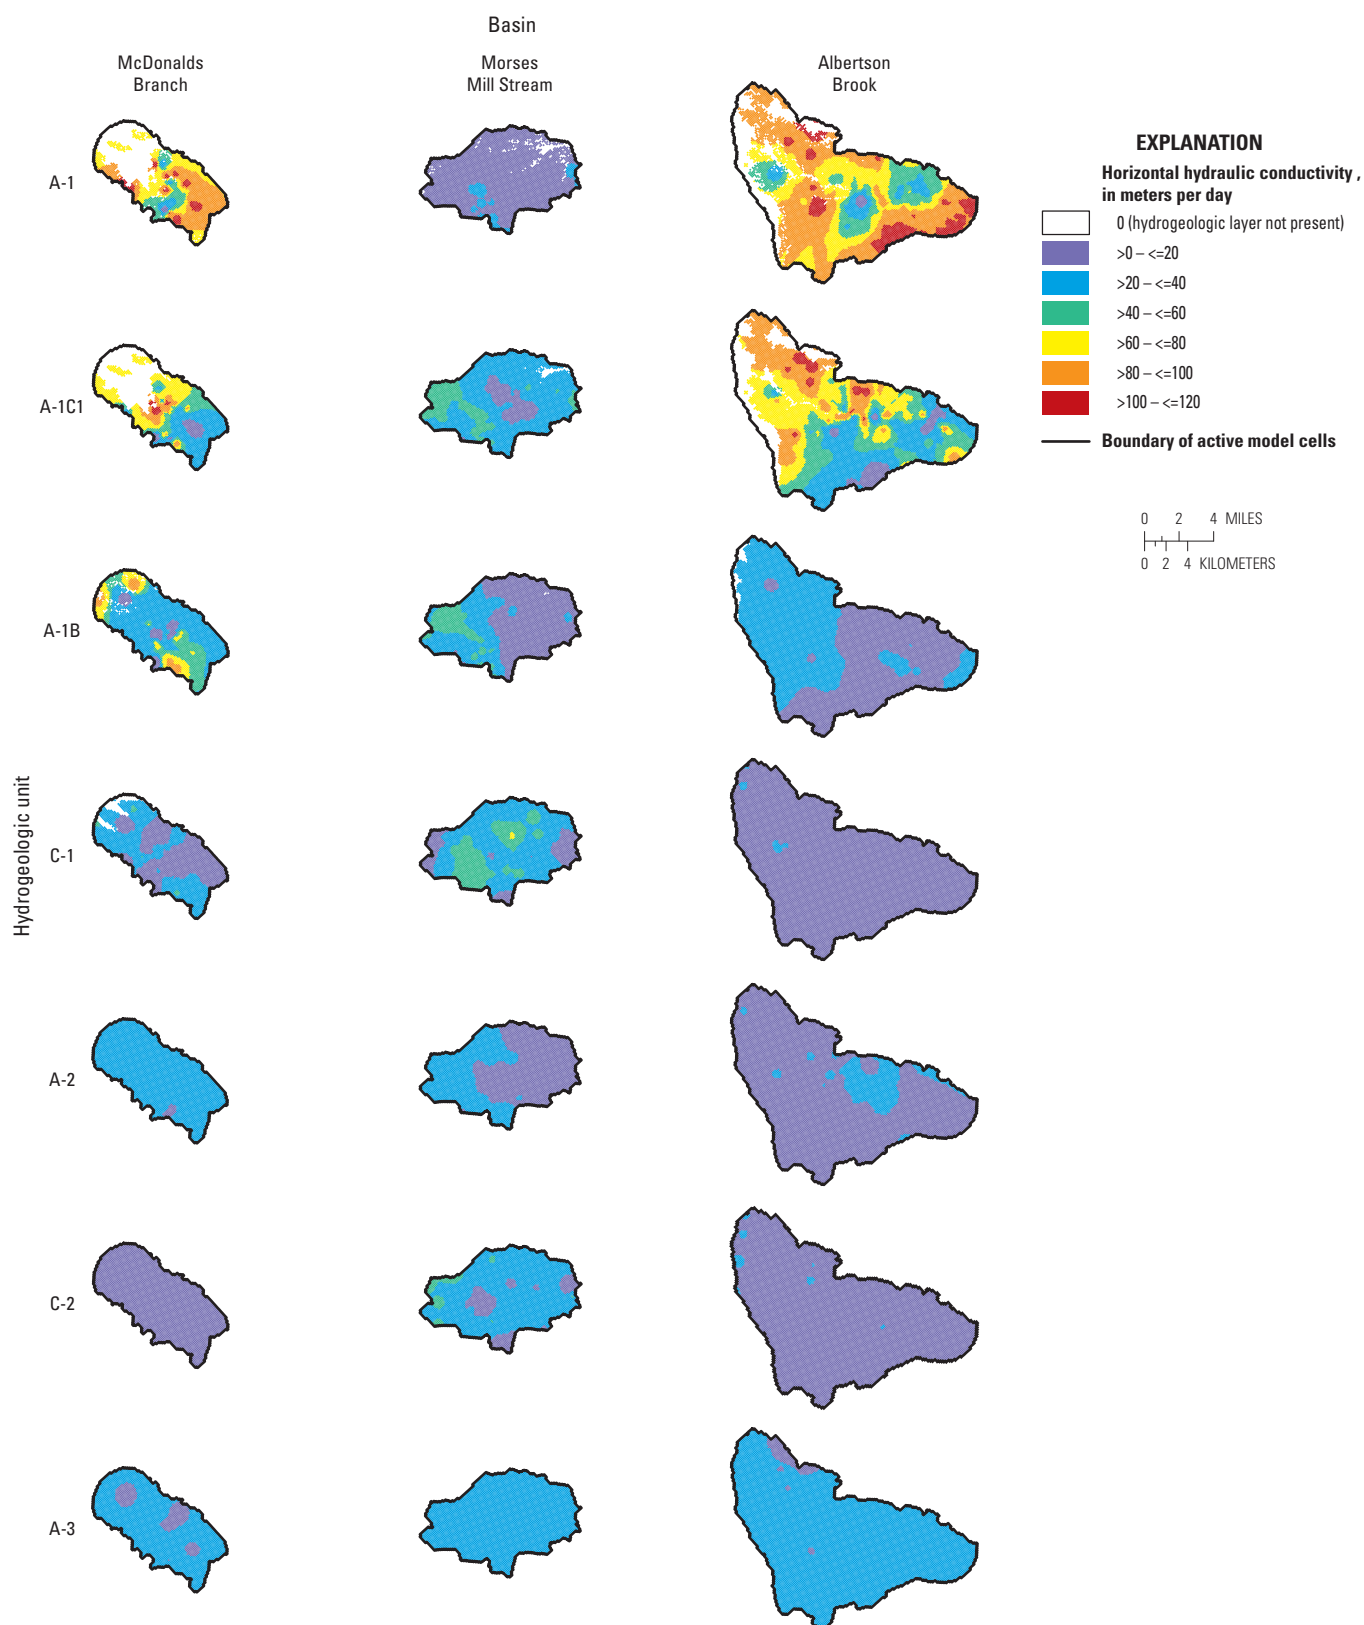 Basin
McDonalds
Branch
Morses
Mill Stream
Albertson
Brook
EXPLANATION
Horizontal hydraulic conductivity ,
in meters per day
0 (hydrogeologic layer not present)
>0 – <=20
>20 – <=40
>40 – <=60
>60 – <=80
>80 – <=100
>100 – <=120
Boundary of active model cells
0 2 4 MILES
0 2 4 KILOMETERS
Hydrogeologic unit
A-1
A-1C1
A-1B
C-1
A-2
C-2
A-3